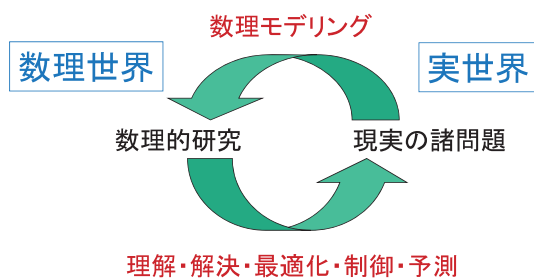 数理モデリング
数理世界
実世界
数理的研究
現実の諸問題
理解・解決・最適化・制御・予測